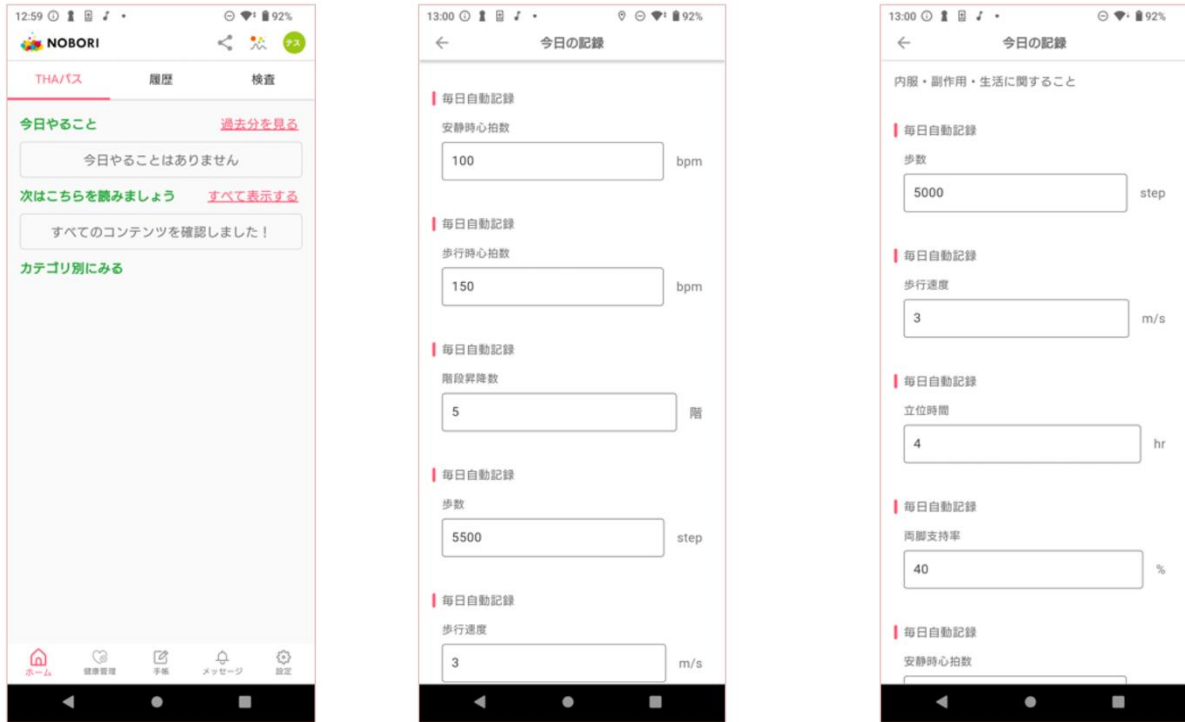 12:59
92%
NOBORI
テス
THAパス 履歴 検査
今日やること 過去分を見る
今日やることはありません
次はこちらを読みましょう すべて表示する
すべてのコンテンツを確認しました！
カテゴリ別にみる
ホーム 健康管理 手帳 メッセージ 設定
13:00
92%
今日の記録
毎日自動記録
安静時心拍数
100 bpm
毎日自動記録
歩行時心拍数
150 bpm
毎日自動記録
階段昇降数
5 階
毎日自動記録
歩数
5500 step
毎日自動記録
歩行速度
3 m/s
13:00
92%
今日の記録
内服・副作用・生活に関すること
毎日自動記録
歩数
5000 step
毎日自動記録
歩行速度
3 m/s
毎日自動記録
立位時間
4 hr
毎日自動記録
両脚支持率
40 %
毎日自動記録
安静時心拍数